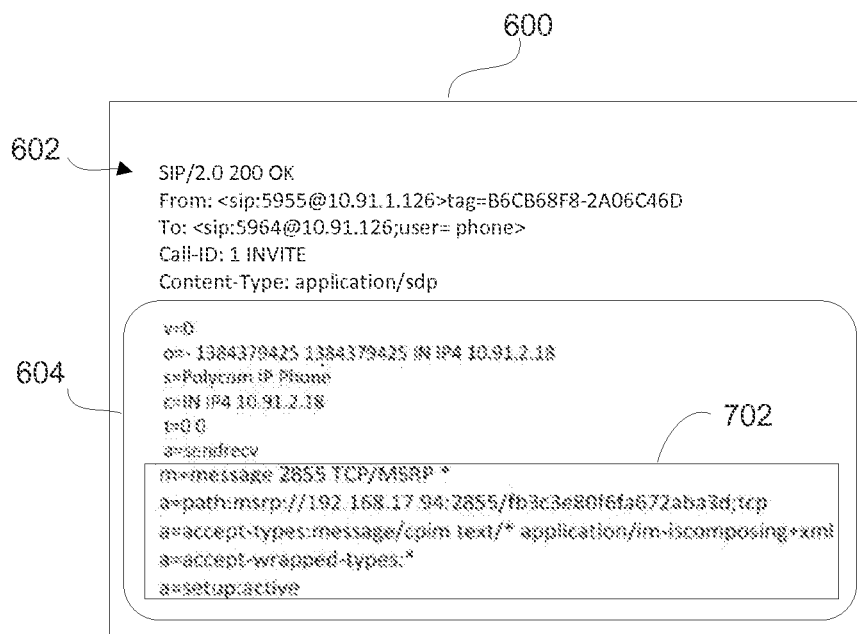 600
602
SIP/2.0 200 OK
From: <sip:5955@10.91.1.126>tag=B6CB68F8-2A06C46D
To: <sip:5964@10.91.126;user= phone>
Call-ID: 1 INVITE
Content-Type: application/sdp
604
v=0
o=- 1384379425 1384379425 IN IP4 10.91.2.18
s=Polycom IP Phone
c=IN IP4 10.91.2.18
t=0 0
a=sendrecv
702
m=message 2855 TCP/MSRP *
a=path:msrp://192.168.17.94:2855/fb3c3e80f6fa672aba3d;tcp
a=accept-types:message/cpim text/* application/im-iscomposing+xml
a=accept-wrapped-types:*
a=setup:active